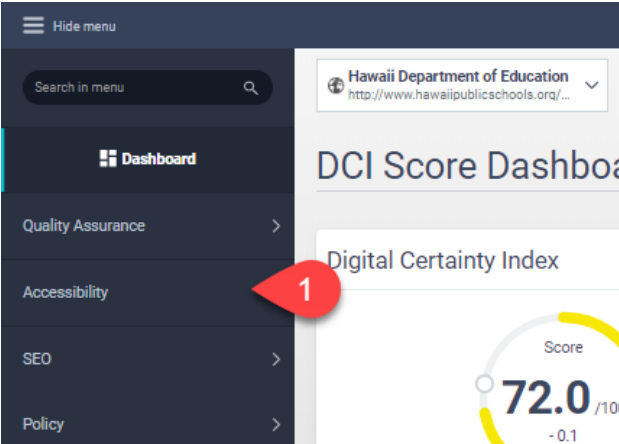 Hide menu
Search in menu
Hawaii Department of Education
http://www.hawaiipublicschools.org/...
Dashboard
DCI Score Dashboa
Quality Assurance
Digital Certainty Index
Accessibility
1
SEO
Score
72.0 /100
- 0.1
Policy